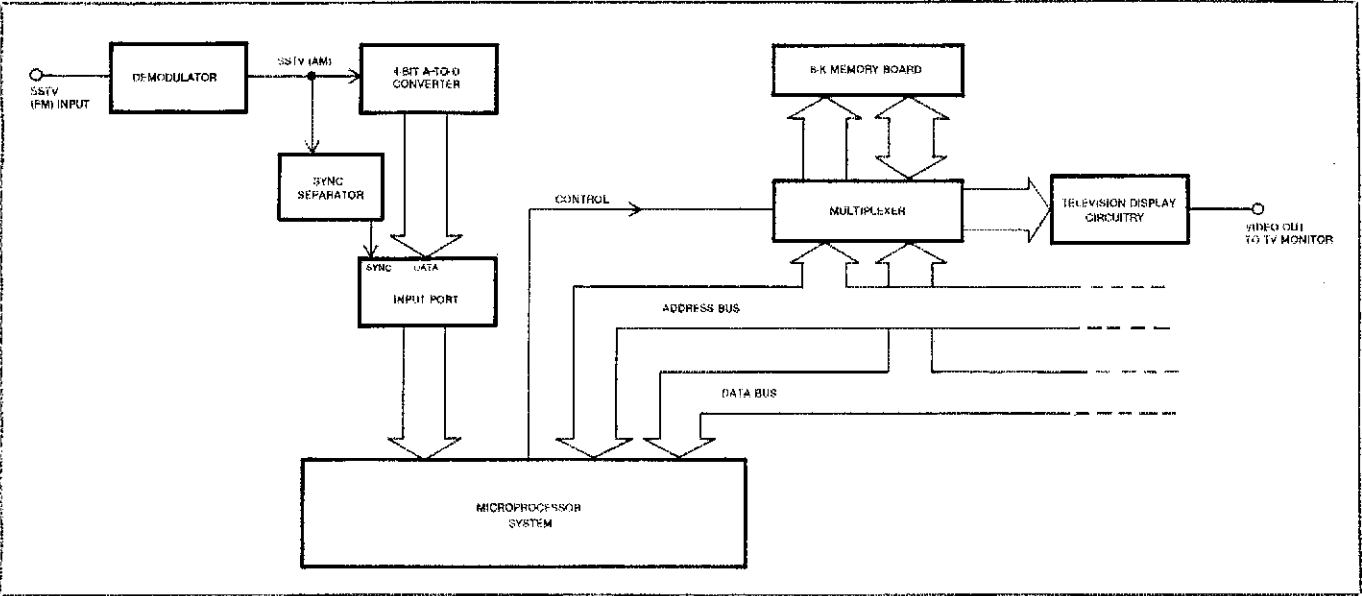 DEMODULATOR
SSTV (AM)
4-BIT A-TO-D
CONVERTER
SSTV
(FM) INPUT
SYNC
SEPARATOR
SYNC
DATA
INPUT PORT
CONTROL
8-K MEMORY BOARD
MULTIPLEXER
TELEVISION DISPLAY
CIRCUITRY
VIDEO OUT
TO TV MONITOR
ADDRESS BUS
DATA BUS
MICROPROCESSOR
SYSTEM